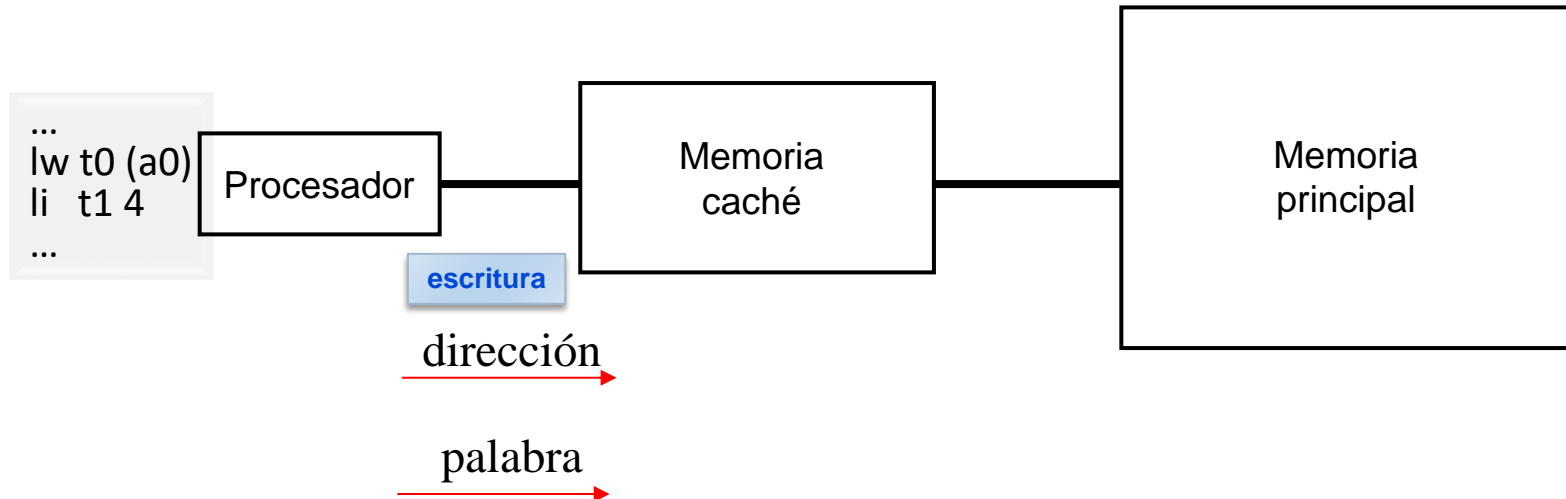 ...
lw t0 (a0)
li t1 4
...
Procesador
Memoria
caché
Memoria
principal
escritura
dirección
palabra